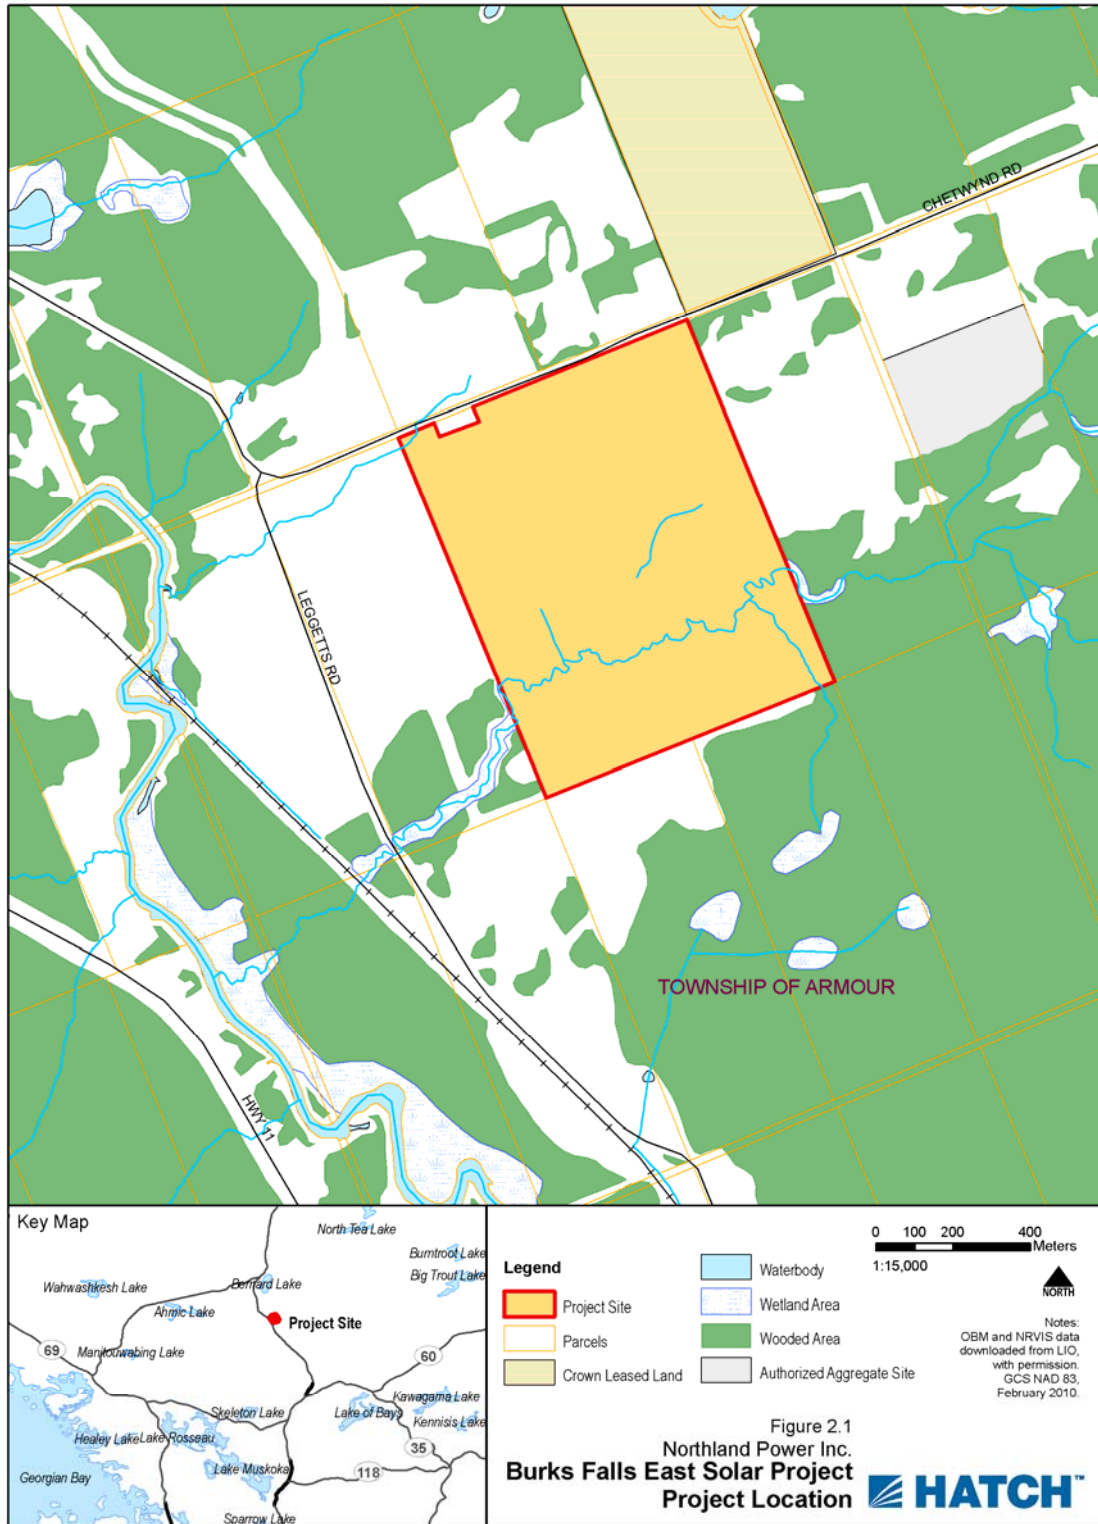 CHETWYND RD
LEGGETTS RD
TOWNSHIP OF ARMOUR
HWY 11
Key Map
North Tea Lake
Burntroot Lake
Big Trout Lake
Wahwashkesh Lake
Bernard Lake
Ahmic Lake
Project Site
69
Manitouwabing Lake
60
Kawagama Lake
Skeleton Lake
Lake of Bays
Kennisis Lake
Healey Lake
Lake Rosseau
35
Georgian Bay
Lake Muskoka
118
Sparrow Lake
Legend
Project Site
Parcels
Crown Leased Land
Waterbody
Wetland Area
Wooded Area
Authorized Aggregate Site
0 100 200 400
Meters
1:15,000
NORTH
Notes:
OBM and NRVIS data
downloaded from LIO,
with permission.
GCS NAD 83,
February 2010.
Figure 2.1
Northland Power Inc.
Burks Falls East Solar Project
Project Location
HATCH™